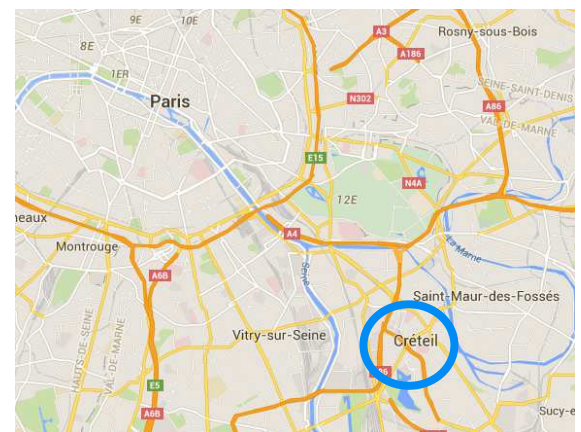 9E
10E
A3
Rosny-sous-Bois
8E
A186
1ER
SEINE-SAINT-DENIS
Paris
N302
A86
VAL-DE-MARNE
E15
N4A
12E
neaux
A4
Montrouge
La Marne
A6B
Seine
Saint-Maur-des-Fossés
HAUTS-DE-SEINE
VAL-DE-MARNE
Vitry-sur-Seine
Créteil
E5
A6B
Sucy-e